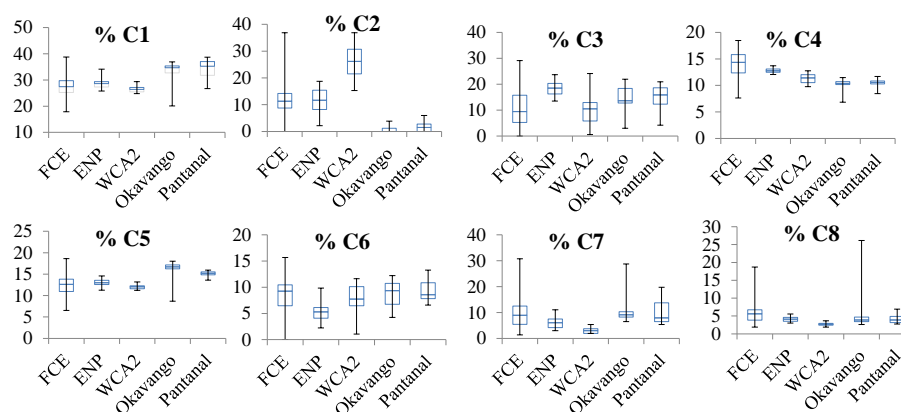 % C1
50
40
30
20
10
FCE
ENP
WCA2
Okavango
Pantanal
% C2
40
30
20
10
0
FCE
ENP
WCA2
Okavango
Pantanal
% C3
40
30
20
10
0
FCE
ENP
WCA2
Okavango
Pantanal
% C4
20
15
10
5
0
FCE
ENP
WCA2
Okavango
Pantanal
% C5
25
20
15
10
5
0
FCE
ENP
WCA2
Okavango
Pantanal
% C6
20
15
10
5
0
FCE
ENP
WCA2
Okavango
Pantanal
% C7
40
30
20
10
0
FCE
ENP
WCA2
Okavango
Pantanal
% C8
30
25
20
15
10
5
0
FCE
ENP
WCA2
Okavango
Pantanal